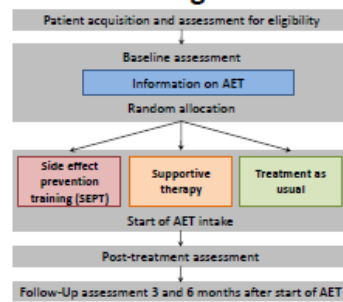 Patient acquisition and assessment for eligibility
Baseline assessment
Information on AET
Random allocation
Side effect
prevention
training (SEPT)
Supportive
therapy
Treatment as
usual
Start of AET intake
Post-treatment assessment
Follow-Up assessment 3 and 6 months after start of AET